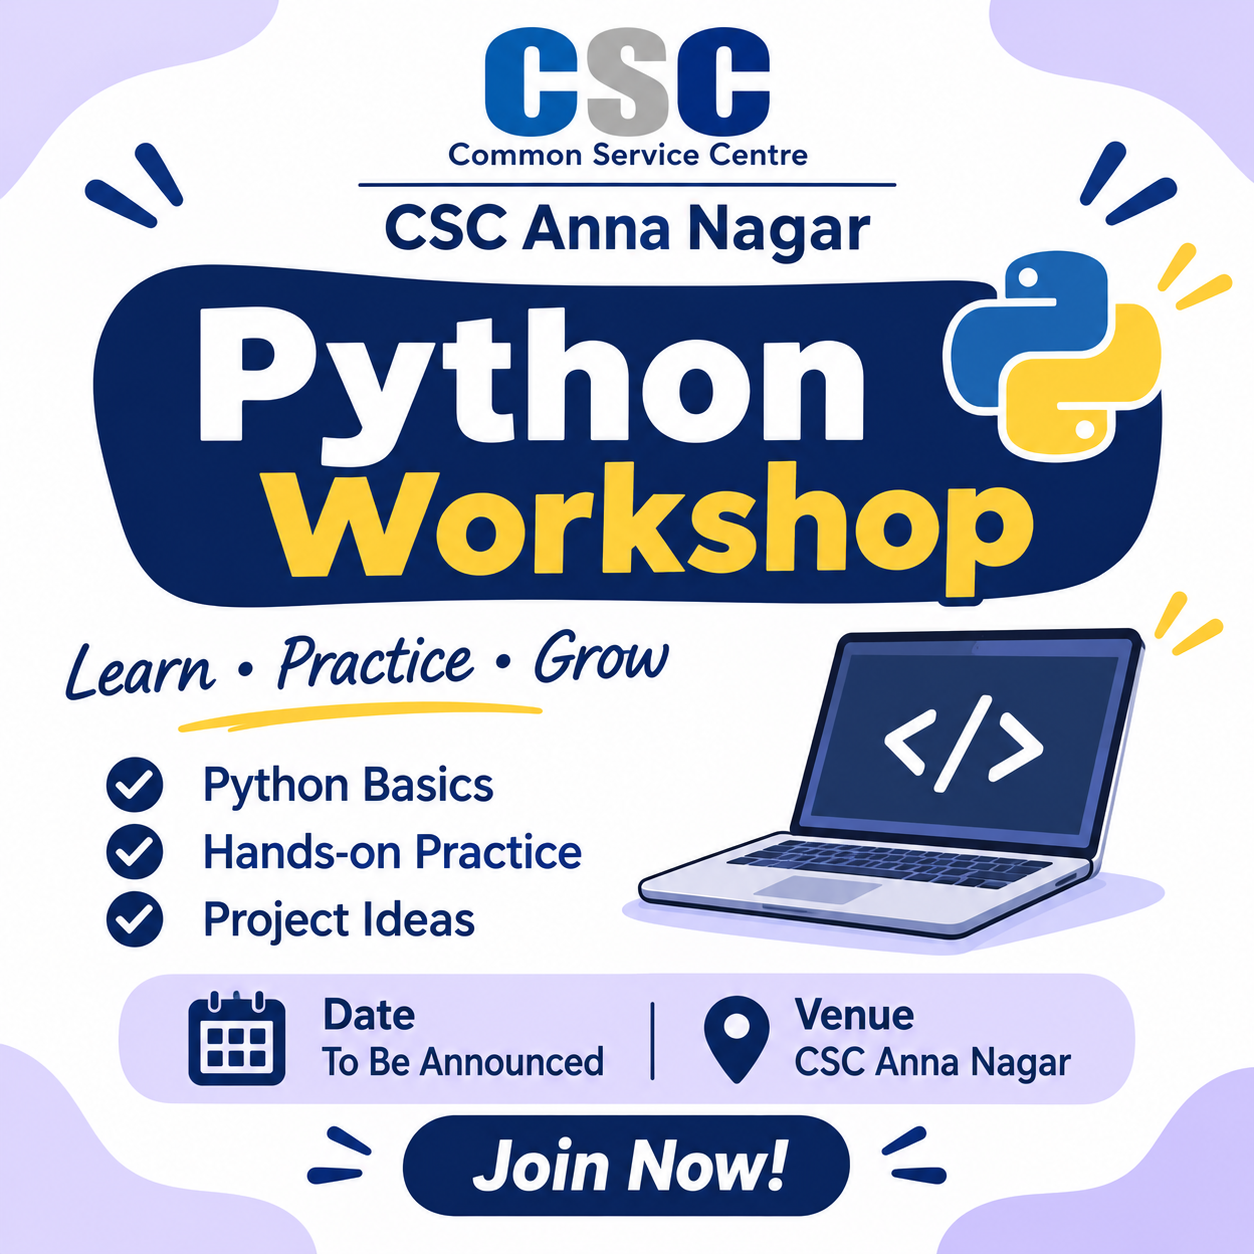 CSC
Common Service Centre
CSC Anna Nagar
Python
Workshop
Learn • Practice • Grow
</>
Python Basics
Hands-on Practice
Project Ideas
Date
To Be Announced
Venue
CSC Anna Nagar
Join Now!